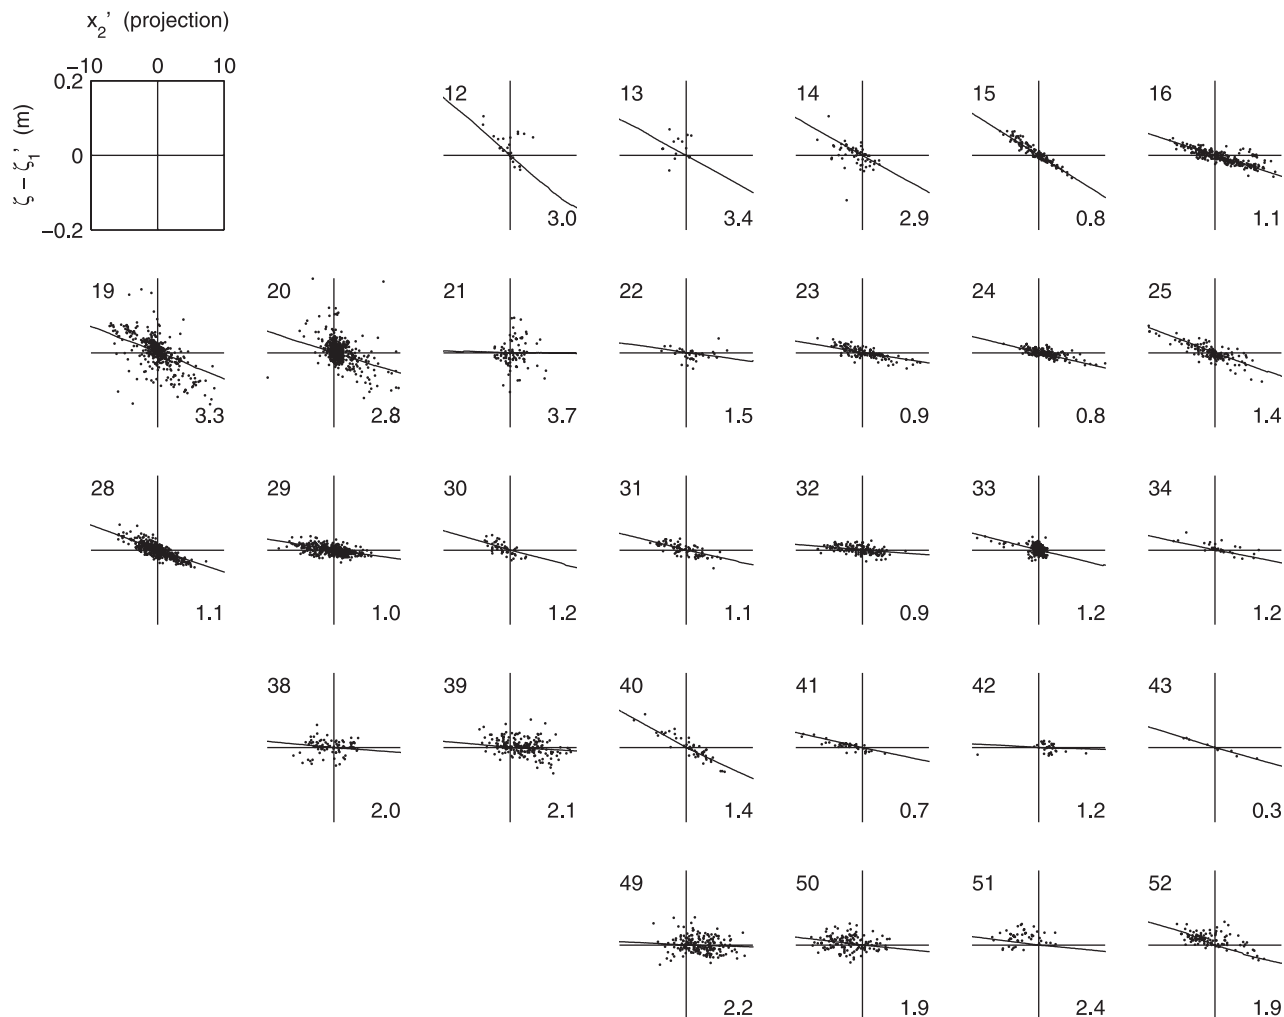 x₂' (projection)
−10 0 10
0.2
0
−0.2
ζ − ζ₁' (m)
12 13 14 15 16
3.0 3.4 2.9 0.8 1.1
19 20 21 22 23 24 25
3.3 2.8 3.7 1.5 0.9 0.8 1.4
28 29 30 31 32 33 34
1.1 1.0 1.2 1.1 0.9 1.2 1.2
38 39 40 41 42 43
2.0 2.1 1.4 0.7 1.2 0.3
49 50 51 52
2.2 1.9 2.4 1.9